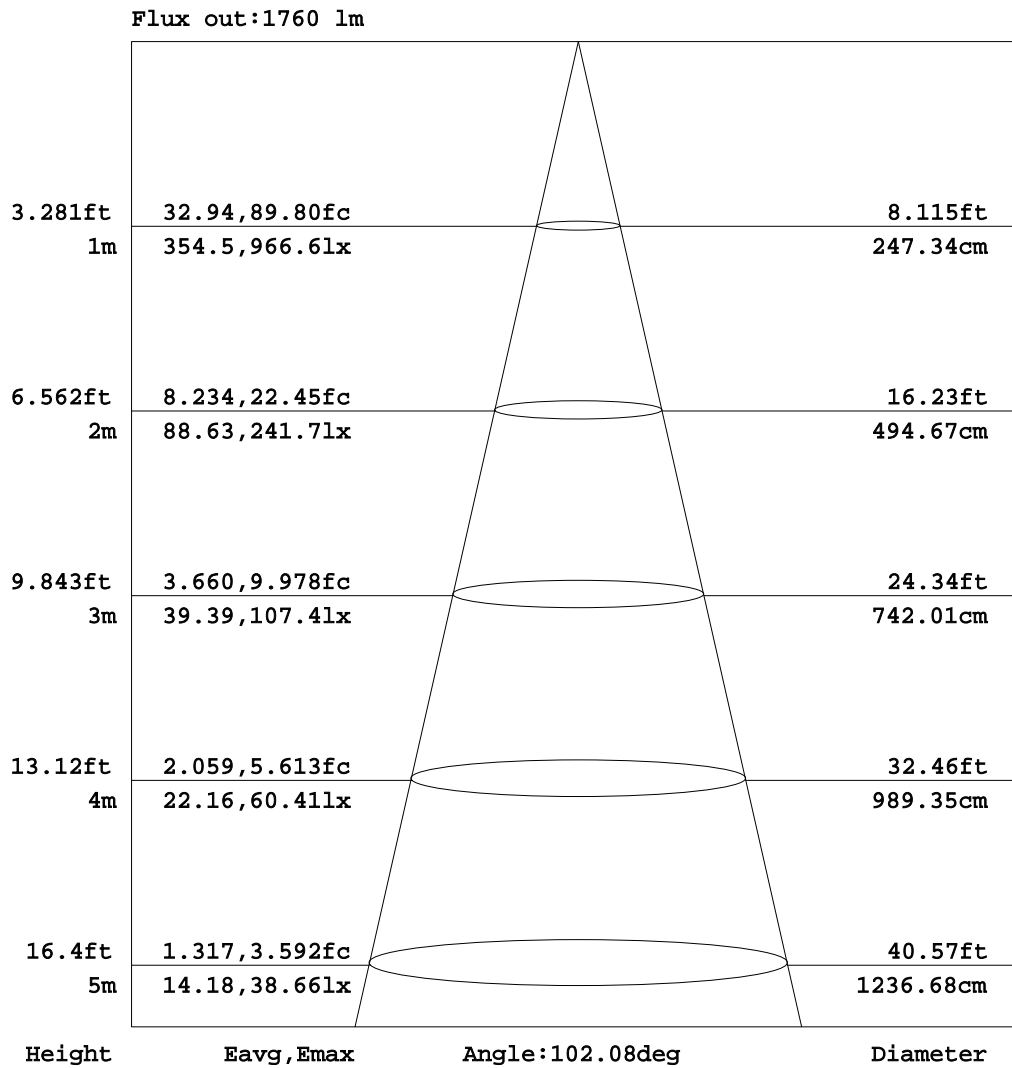 Flux out:1760 lm
3.281ft 32.94,89.80fc 8.115ft
1m 354.5,966.6lx 247.34cm
6.562ft 8.234,22.45fc 16.23ft
2m 88.63,241.7lx 494.67cm
9.843ft 3.660,9.978fc 24.34ft
3m 39.39,107.4lx 742.01cm
13.12ft 2.059,5.613fc 32.46ft
4m 22.16,60.41lx 989.35cm
16.4ft 1.317,3.592fc 40.57ft
5m 14.18,38.66lx 1236.68cm
Height Eavg,Emax Angle:102.08deg Diameter